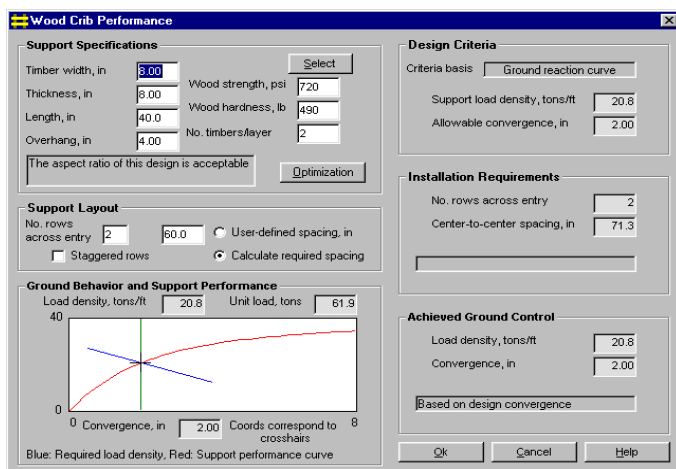 Wood Crib Performance
Support Specifications
Timber width, in 8.00
Thickness, in 8.00
Length, in 40.0
Overhang, in 4.00
Select
Wood strength, psi 720
Wood hardness, lb 490
No. timbers/layer 2
The aspect ratio of this design is acceptable
Optimization
Support Layout
No. rows
across entry 2 60.0 User-defined spacing, in
Staggered rows Calculate required spacing
Ground Behavior and Support Performance
Load density, tons/ft 20.8 Unit load, tons 61.9
40
0
0 Convergence, in 2.00 Coords correspond to 8
crosshairs
Blue: Required load density, Red: Support performance curve
Design Criteria
Criteria basis Ground reaction curve
Support load density, tons/ft 20.8
Allowable convergence, in 2.00
Installation Requirements
No. rows across entry 2
Center-to-center spacing, in 71.3
Achieved Ground Control
Load density, tons/ft 20.8
Convergence, in 2.00
Based on design convergence
Ok Cancel Help